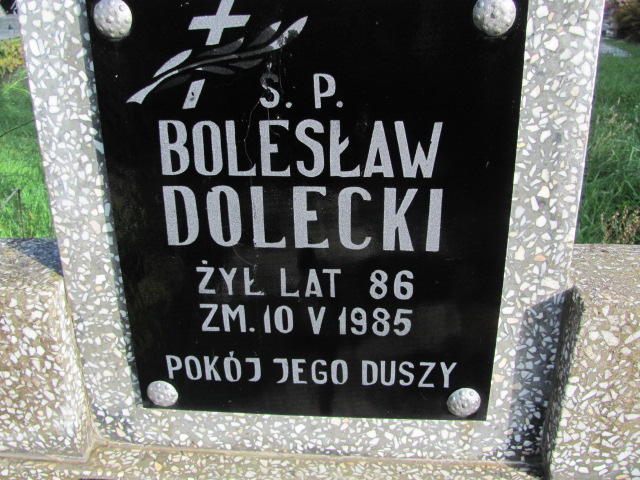 Ś. P.
BOLESŁAW
DOLECKI
ŻYŁ LAT 86
ZM. 10 V 1985
POKÓJ JEGO DUSZY